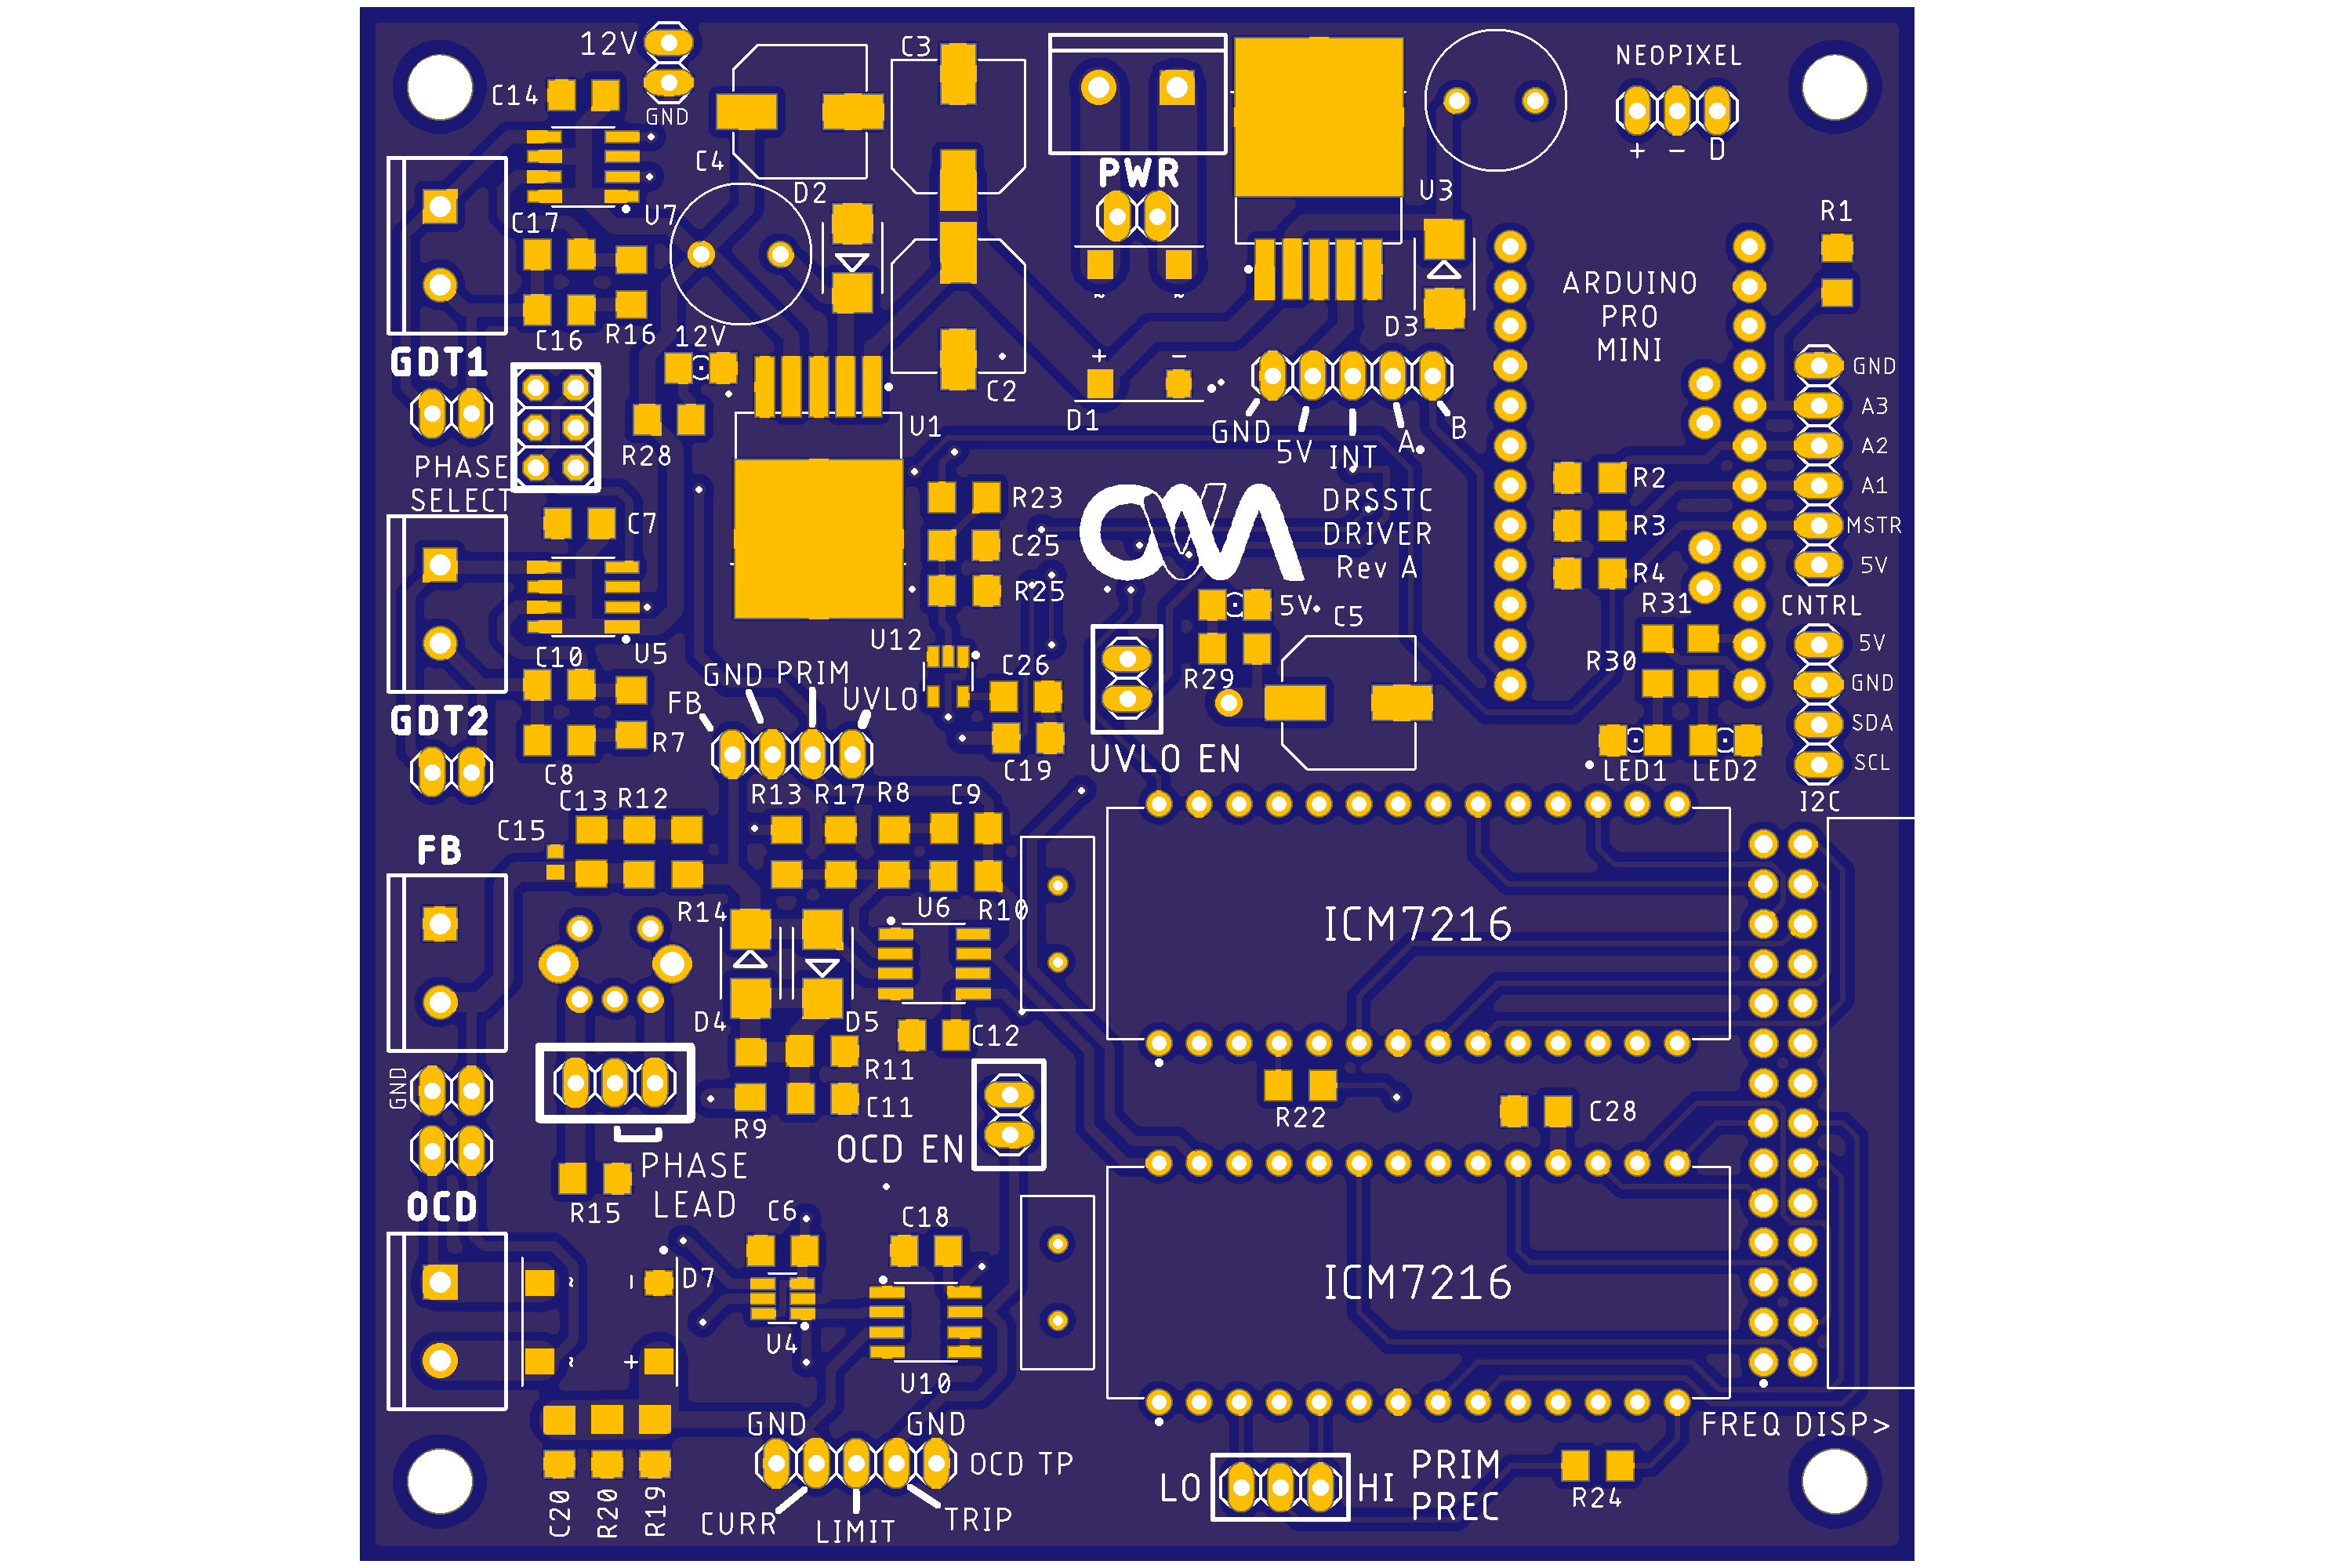 12V
GND
C14
C4
C3
D2
PWR
U3
NEOPIXEL
+ - D
C17
U7
C16
R16
12V
GDT1
R28
PHASE
SELECT
C7
U1
C2
~ ~
+ -
D1
D3
GND
5V
INT
A
B
ARDUINO
PRO
MINI
R1
GND
A3
A2
A1
MSTR
5V
CNTRL
R2
R3
R4
R31
R30
5V
GND
SDA
SCL
I2C
LED1
LED2
DRSSTC
DRIVER
Rev A
R23
C25
R25
U12
C26
C19
5V
C5
R29
UVLO EN
C10
U5
GDT2
R7
C8
FB
GND
PRIM
UVLO
C13
R12
R13
R17
R8
C9
C15
FB
R14
U6
R10
D4
D5
C12
R11
C11
R9
OCD EN
GND
PHASE
LEAD
R15
OCD
ICM7216
R22
C28
ICM7216
C6
C18
D7
~ -
~ +
U4
U10
C20
R20
R19
GND
GND
OCD TP
CURR
LIMIT
TRIP
LO
HI
PRIM
PREC
R24
FREQ DISP>